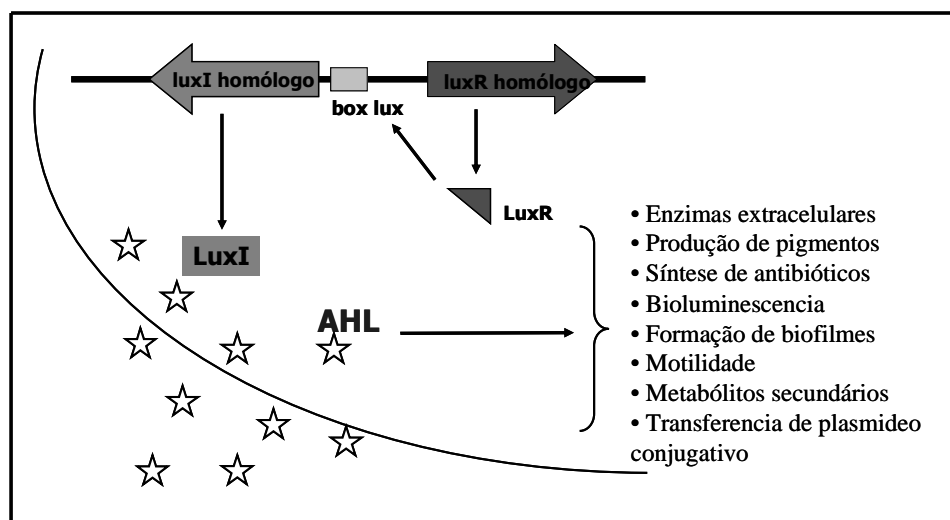 luxI homólogo
luxR homólogo
box lux
LuxR
LuxI
AHL
• Enzimas extracelulares
• Produção de pigmentos
• Síntese de antibióticos
• Bioluminescencia
• Formação de biofilmes
• Motilidade
• Metabólitos secundários
• Transferencia de plasmideo
conjugativo